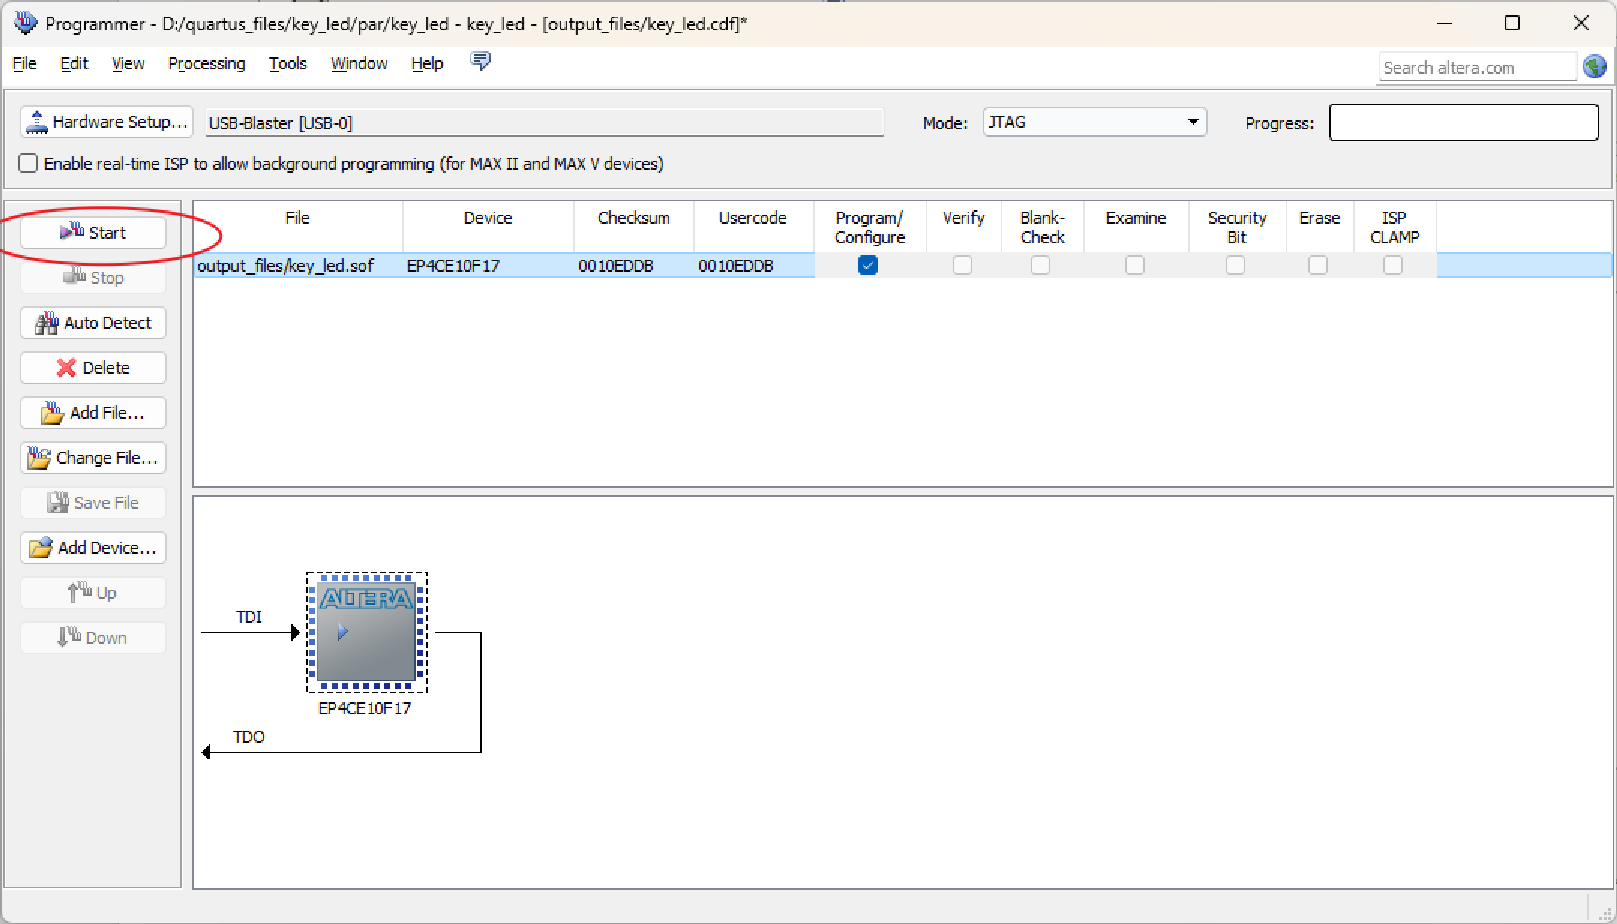 Programmer - D:/quartus_files/key_led/par/key_led - key_led - [output_files/key_led.cdf]*
File Edit View Processing Tools Window Help
Search altera.com
Hardware Setup... USB-Blaster [USB-0] Mode: JTAG Progress:
Enable real-time ISP to allow background programming (for MAX II and MAX V devices)
Start
Stop
Auto Detect
Delete
Add File...
Change File...
Save File
Add Device...
Up
Down
File Device Checksum Usercode Program/ Verify Blank- Examine Security Erase ISP
Configure Check Bit CLAMP
output_files/key_led.sof EP4CE10F17 0010EDDB 0010EDDB
ALTERA
TDI
EP4CE10F17
TDO